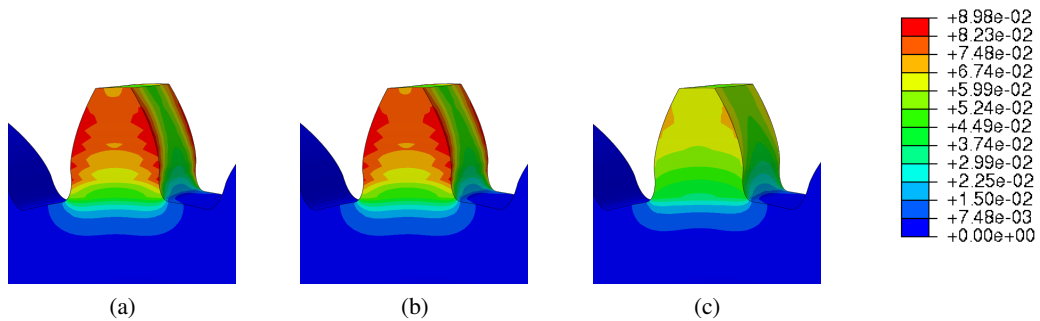 +8.98e-02
+8.23e-02
+7.48e-02
+6.74e-02
+5.99e-02
+5.24e-02
+4.49e-02
+3.74e-02
+2.99e-02
+2.25e-02
+1.50e-02
+7.48e-03
+0.00e+00
(a) (b) (c)